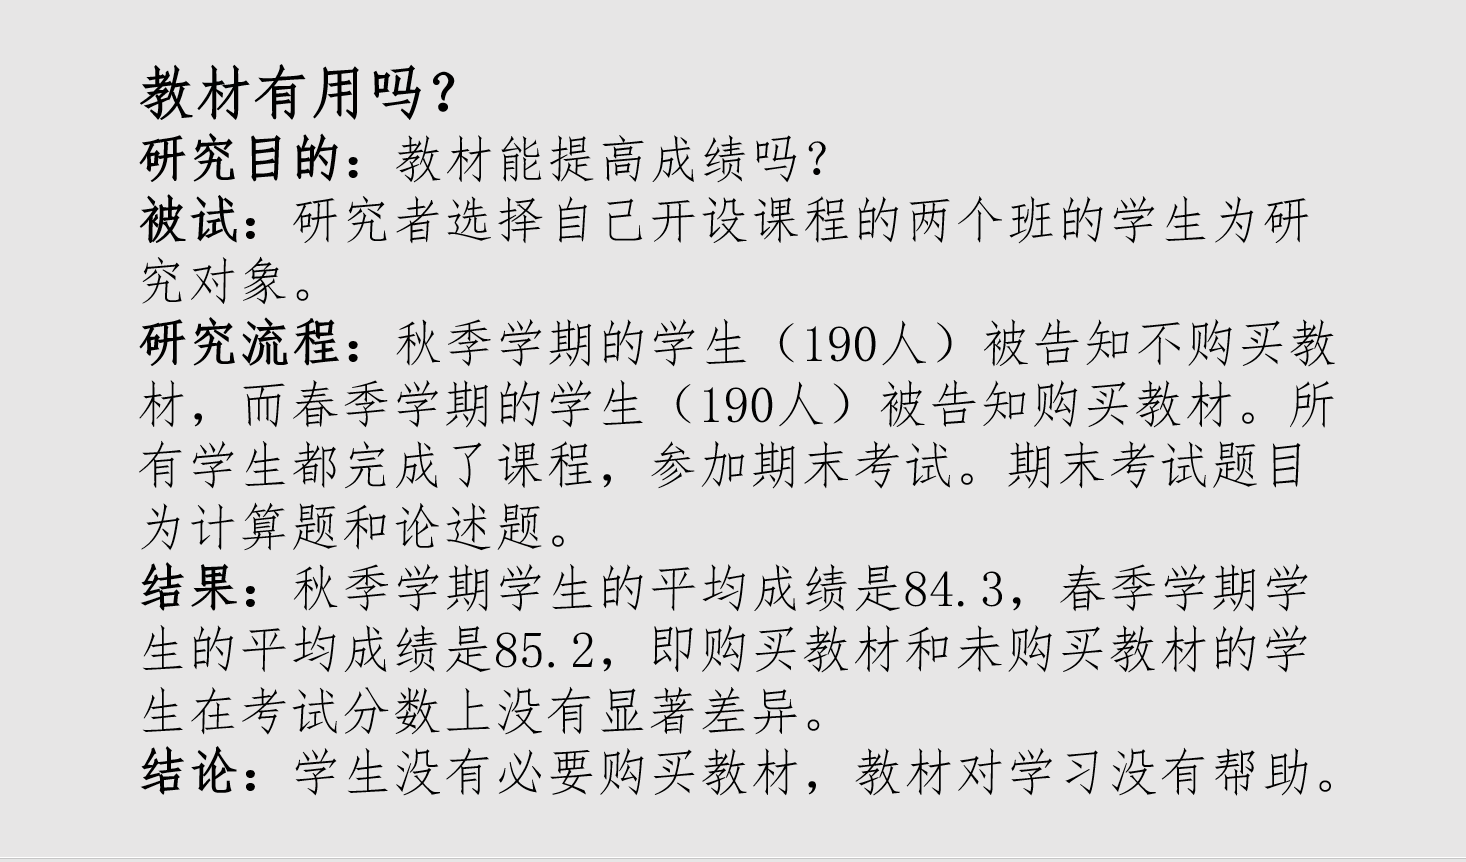 教材有用吗？
研究目的：教材能提高成绩吗？
被试：研究者选择自己开设课程的两个班的学生为研
究对象。
研究流程：秋季学期的学生（190人）被告知不购买教
材，而春季学期的学生（190人）被告知购买教材。所
有学生都完成了课程，参加期末考试。期末考试题目
为计算题和论述题。
结果：秋季学期学生的平均成绩是84.3，春季学期学
生的平均成绩是85.2，即购买教材和未购买教材的学
生在考试分数上没有显著差异。
结论：学生没有必要购买教材，教材对学习没有帮助。